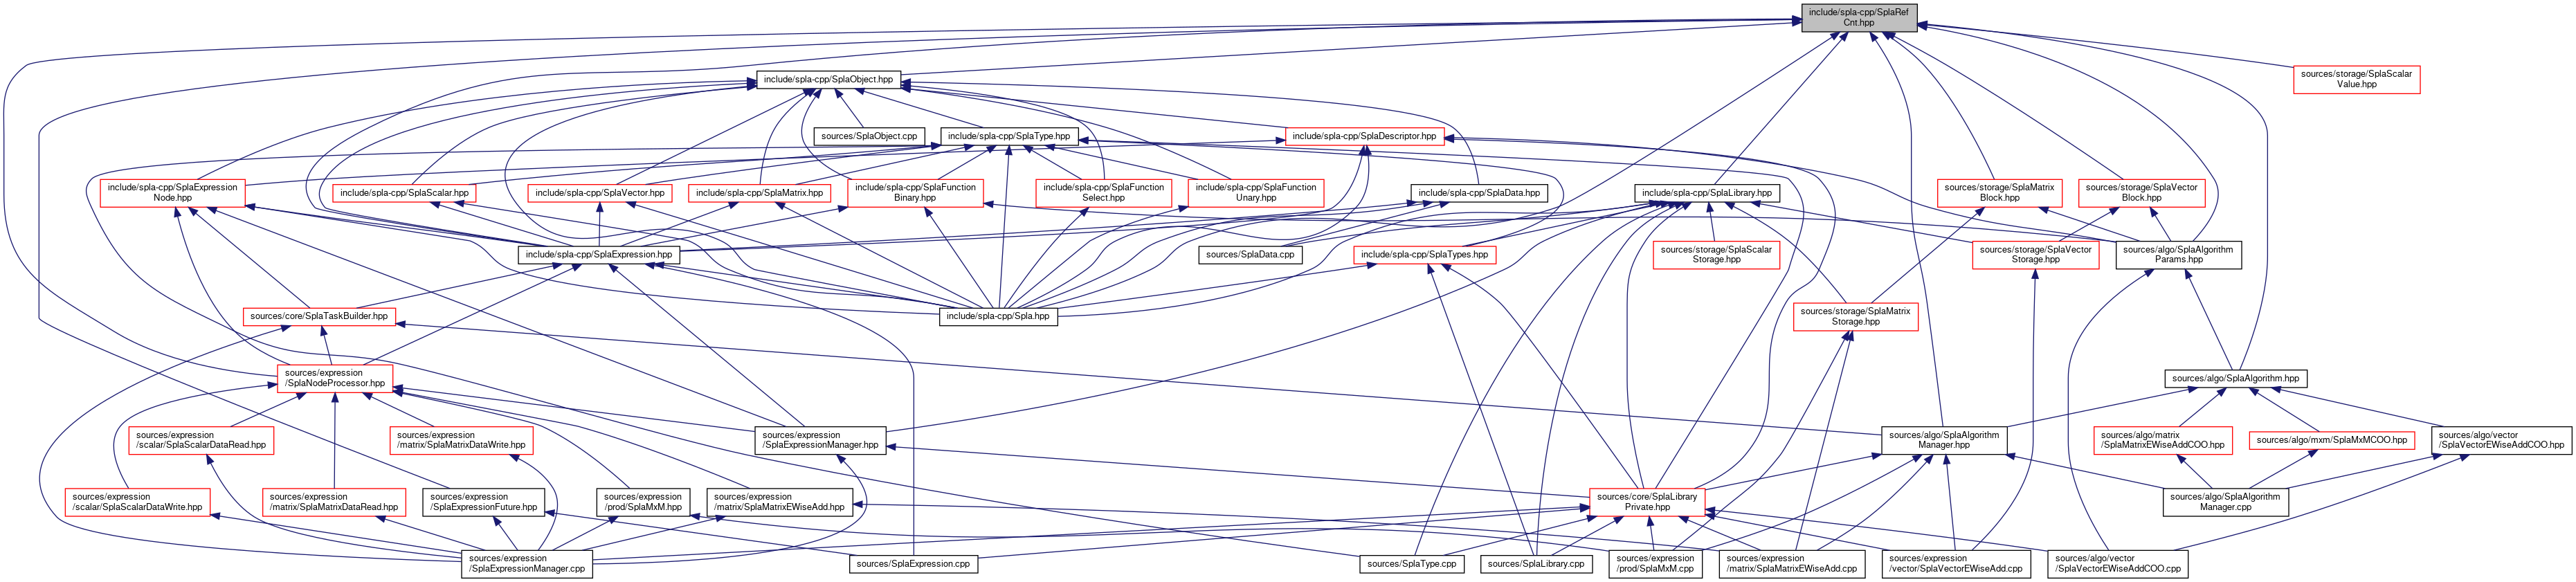 include/spla-cpp/SplaRef
Cnt.hpp
include/spla-cpp/SplaObject.hpp
sources/storage/SplaScalar
Value.hpp
sources/SplaObject.cpp
include/spla-cpp/SplaType.hpp
include/spla-cpp/SplaDescriptor.hpp
include/spla-cpp/SplaExpression
Node.hpp
include/spla-cpp/SplaScalar.hpp
include/spla-cpp/SplaVector.hpp
include/spla-cpp/SplaMatrix.hpp
include/spla-cpp/SplaFunction
Binary.hpp
include/spla-cpp/SplaFunction
Select.hpp
include/spla-cpp/SplaFunction
Unary.hpp
include/spla-cpp/SplaData.hpp
include/spla-cpp/SplaLibrary.hpp
sources/storage/SplaMatrix
Block.hpp
sources/storage/SplaVector
Block.hpp
include/spla-cpp/SplaExpression.hpp
sources/SplaData.cpp
include/spla-cpp/SplaTypes.hpp
sources/storage/SplaScalar
Storage.hpp
sources/storage/SplaVector
Storage.hpp
sources/algo/SplaAlgorithm
Params.hpp
sources/core/SplaTaskBuilder.hpp
include/spla-cpp/Spla.hpp
sources/storage/SplaMatrix
Storage.hpp
sources/expression
/SplaNodeProcessor.hpp
sources/algo/SplaAlgorithm.hpp
sources/expression
/scalar/SplaScalarDataRead.hpp
sources/expression
/matrix/SplaMatrixDataWrite.hpp
sources/expression
/SplaExpressionManager.hpp
sources/algo/SplaAlgorithm
Manager.hpp
sources/algo/matrix
/SplaMatrixEWiseAddCOO.hpp
sources/algo/mxm/SplaMxMCOO.hpp
sources/algo/vector
/SplaVectorEWiseAddCOO.hpp
sources/expression
/scalar/SplaScalarDataWrite.hpp
sources/expression
/matrix/SplaMatrixDataRead.hpp
sources/expression
/SplaExpressionFuture.hpp
sources/expression
/prod/SplaMxM.hpp
sources/expression
/matrix/SplaMatrixEWiseAdd.hpp
sources/core/SplaLibrary
Private.hpp
sources/algo/SplaAlgorithm
Manager.cpp
sources/expression
/SplaExpressionManager.cpp
sources/SplaExpression.cpp
sources/SplaType.cpp
sources/SplaLibrary.cpp
sources/expression
/prod/SplaMxM.cpp
sources/expression
/matrix/SplaMatrixEWiseAdd.cpp
sources/expression
/vector/SplaVectorEWiseAdd.cpp
sources/algo/vector
/SplaVectorEWiseAddCOO.cpp